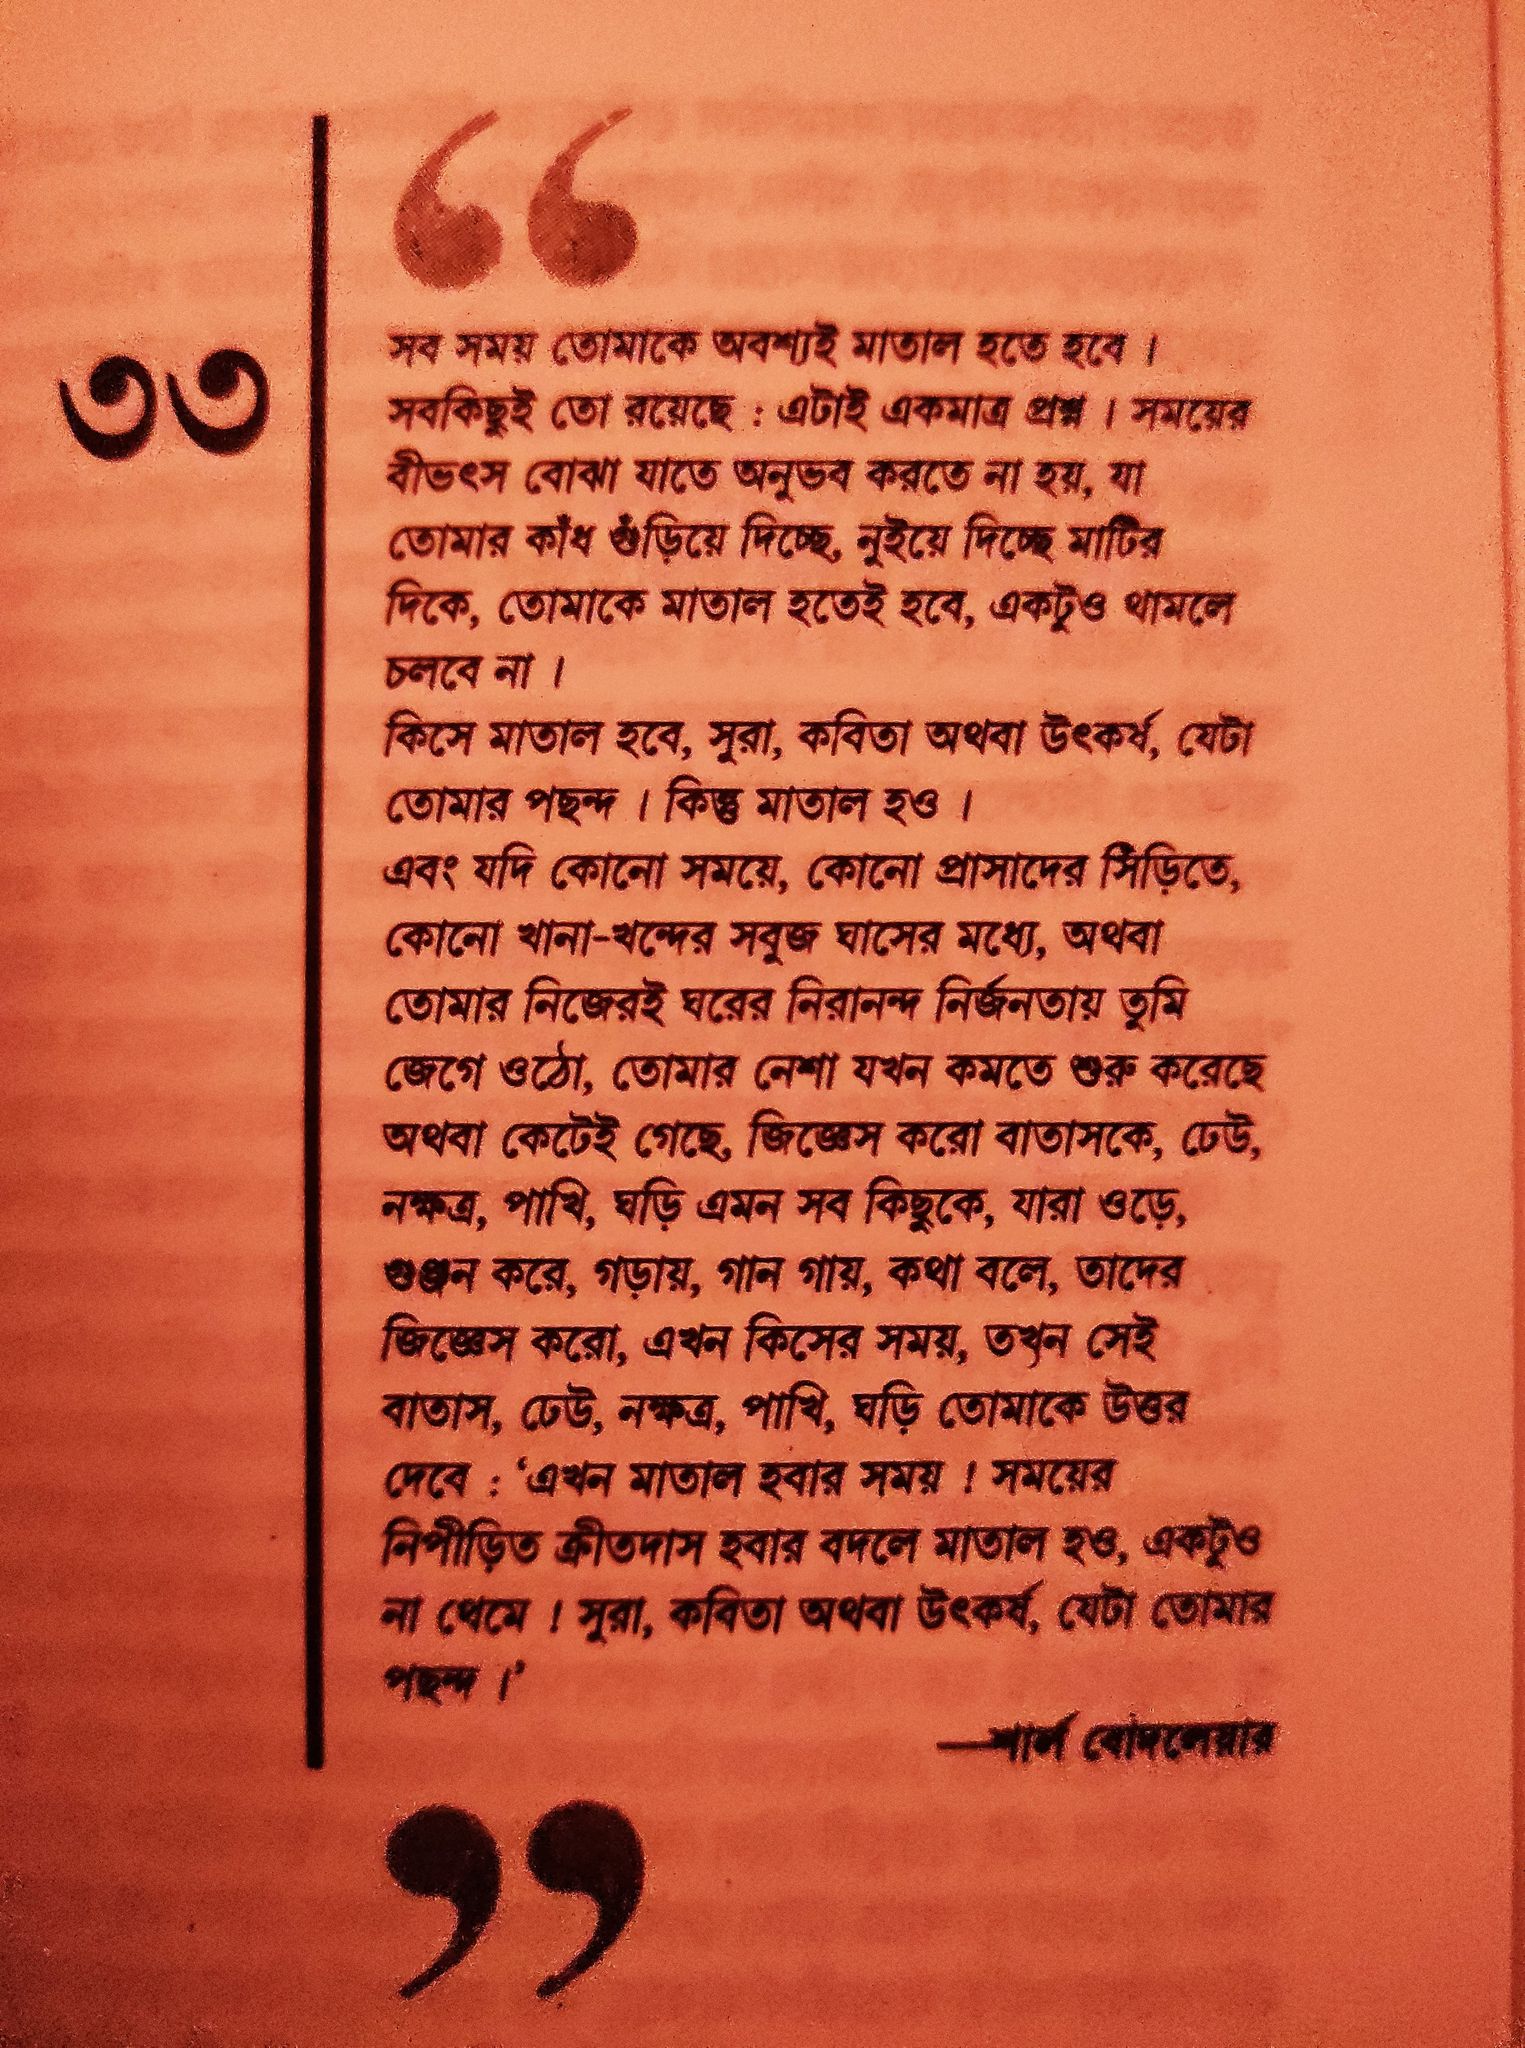 ৩৩
“
সব সময় তোমাকে অবশ্যই মাতাল হতে হবে ।
সবকিছুই তো রয়েছে : এটাই একমাত্র প্রশ্ন । সময়ের
বীভৎস বোঝা যাতে অনুভব করতে না হয়, যা
তোমার কাঁধ গুঁড়িয়ে দিচ্ছে, নুইয়ে দিচ্ছে মাটির
দিকে, তোমাকে মাতাল হতেই হবে, একটুও থামলে
চলবে না ।
কিসে মাতাল হবে, সুরা, কবিতা অথবা উৎকর্ষ, যেটা
তোমার পছন্দ । কিন্তু মাতাল হও ।
এবং যদি কোনো সময়ে, কোনো প্রাসাদের সিঁড়িতে,
কোনো খানা-খন্দের সবুজ ঘাসের মধ্যে, অথবা
তোমার নিজেরই ঘরের নিরানন্দ নির্জনতায় তুমি
জেগে ওঠো, তোমার নেশা যখন কমতে শুরু করেছে
অথবা কেটেই গেছে, জিজ্ঞেস করো বাতাসকে, ঢেউ,
নক্ষত্র, পাখি, ঘড়ি এমন সব কিছুকে, যারা ওড়ে,
গুঞ্জন করে, গড়ায়, গান গায়, কথা বলে, তাদের
জিজ্ঞেস করো, এখন কিসের সময়, তখন সেই
বাতাস, ঢেউ, নক্ষত্র, পাখি, ঘড়ি তোমাকে উত্তর
দেবে : ‘এখন মাতাল হবার সময় ! সময়ের
নিপীড়িত ক্রীতদাস হবার বদলে মাতাল হও, একটুও
না থেমে ! সুরা, কবিতা অথবা উৎকর্ষ, যেটা তোমার
পছন্দ ।’
—শার্ল বোদলেয়ার
”